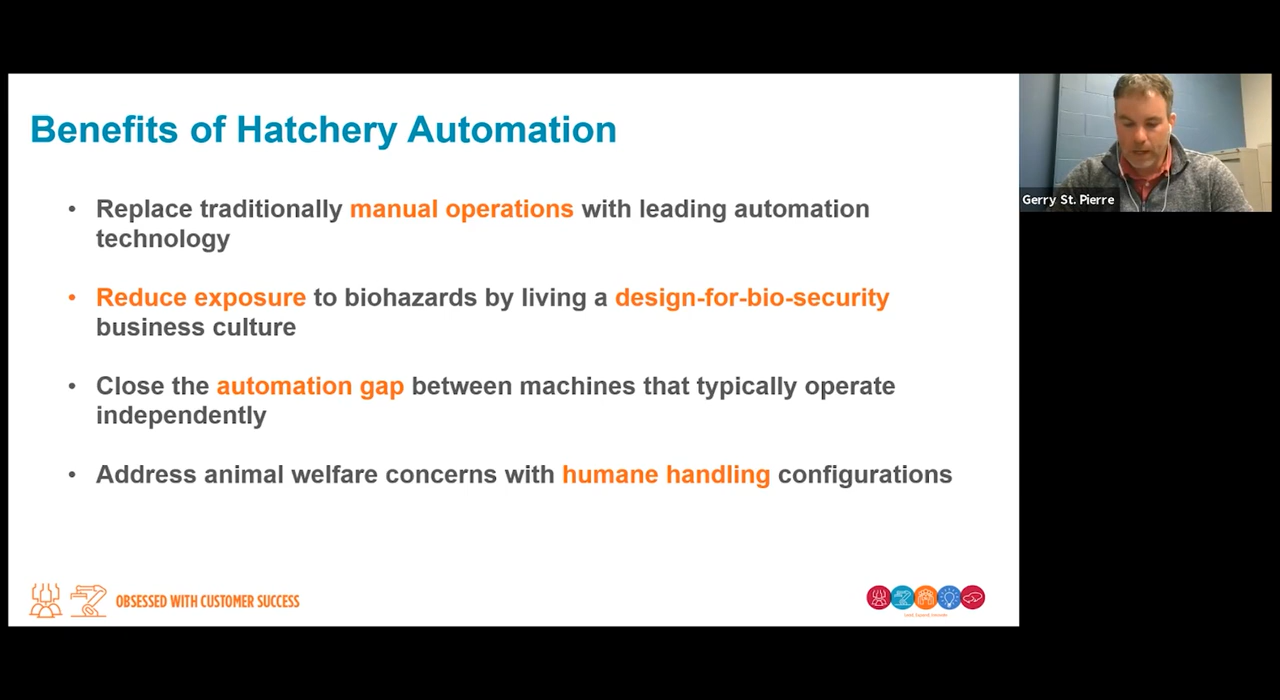 Benefits of Hatchery Automation
• Replace traditionally manual operations with leading automation
technology
• Reduce exposure to biohazards by living a design-for-bio-security
business culture
• Close the automation gap between machines that typically operate
independently
• Address animal welfare concerns with humane handling configurations
OBSESSED WITH CUSTOMER SUCCESS
Gerry St. Pierre